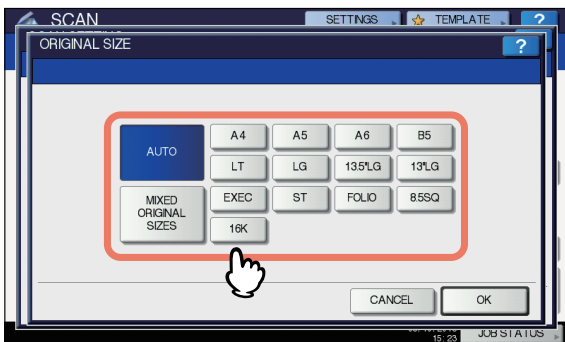 SCAN
SETTINGS
TEMPLATE
?
ORIGINAL SIZE
?
AUTO
A4
A5
A6
B5
LT
LG
13.5"LG
13"LG
MIXED
ORIGINAL
SIZES
EXEC
ST
FOLIO
8.5SQ
16K
CANCEL
OK
15:23
JOB STATUS